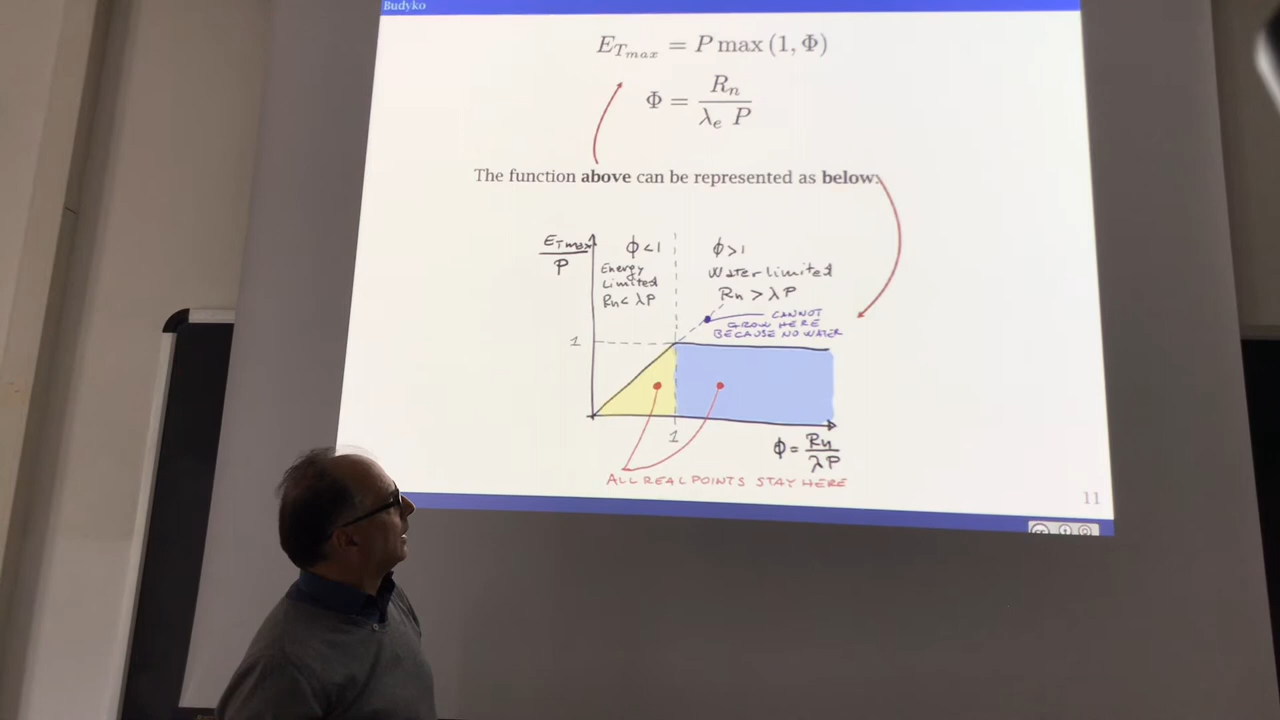 Budyko
E_{T_{max}} = P max (1, Φ)
Φ = R_n / λ_e P
The function above can be represented as below:
E_{T max} / P
Φ < 1
Φ > 1
Energy
Limited
Rn < λP
Water limited
Rn > λP
CANNOT
GROW HERE
BECAUSE NO WATER
1
1
Φ = Rn / λP
ALL REAL POINTS STAY HERE
11
cc